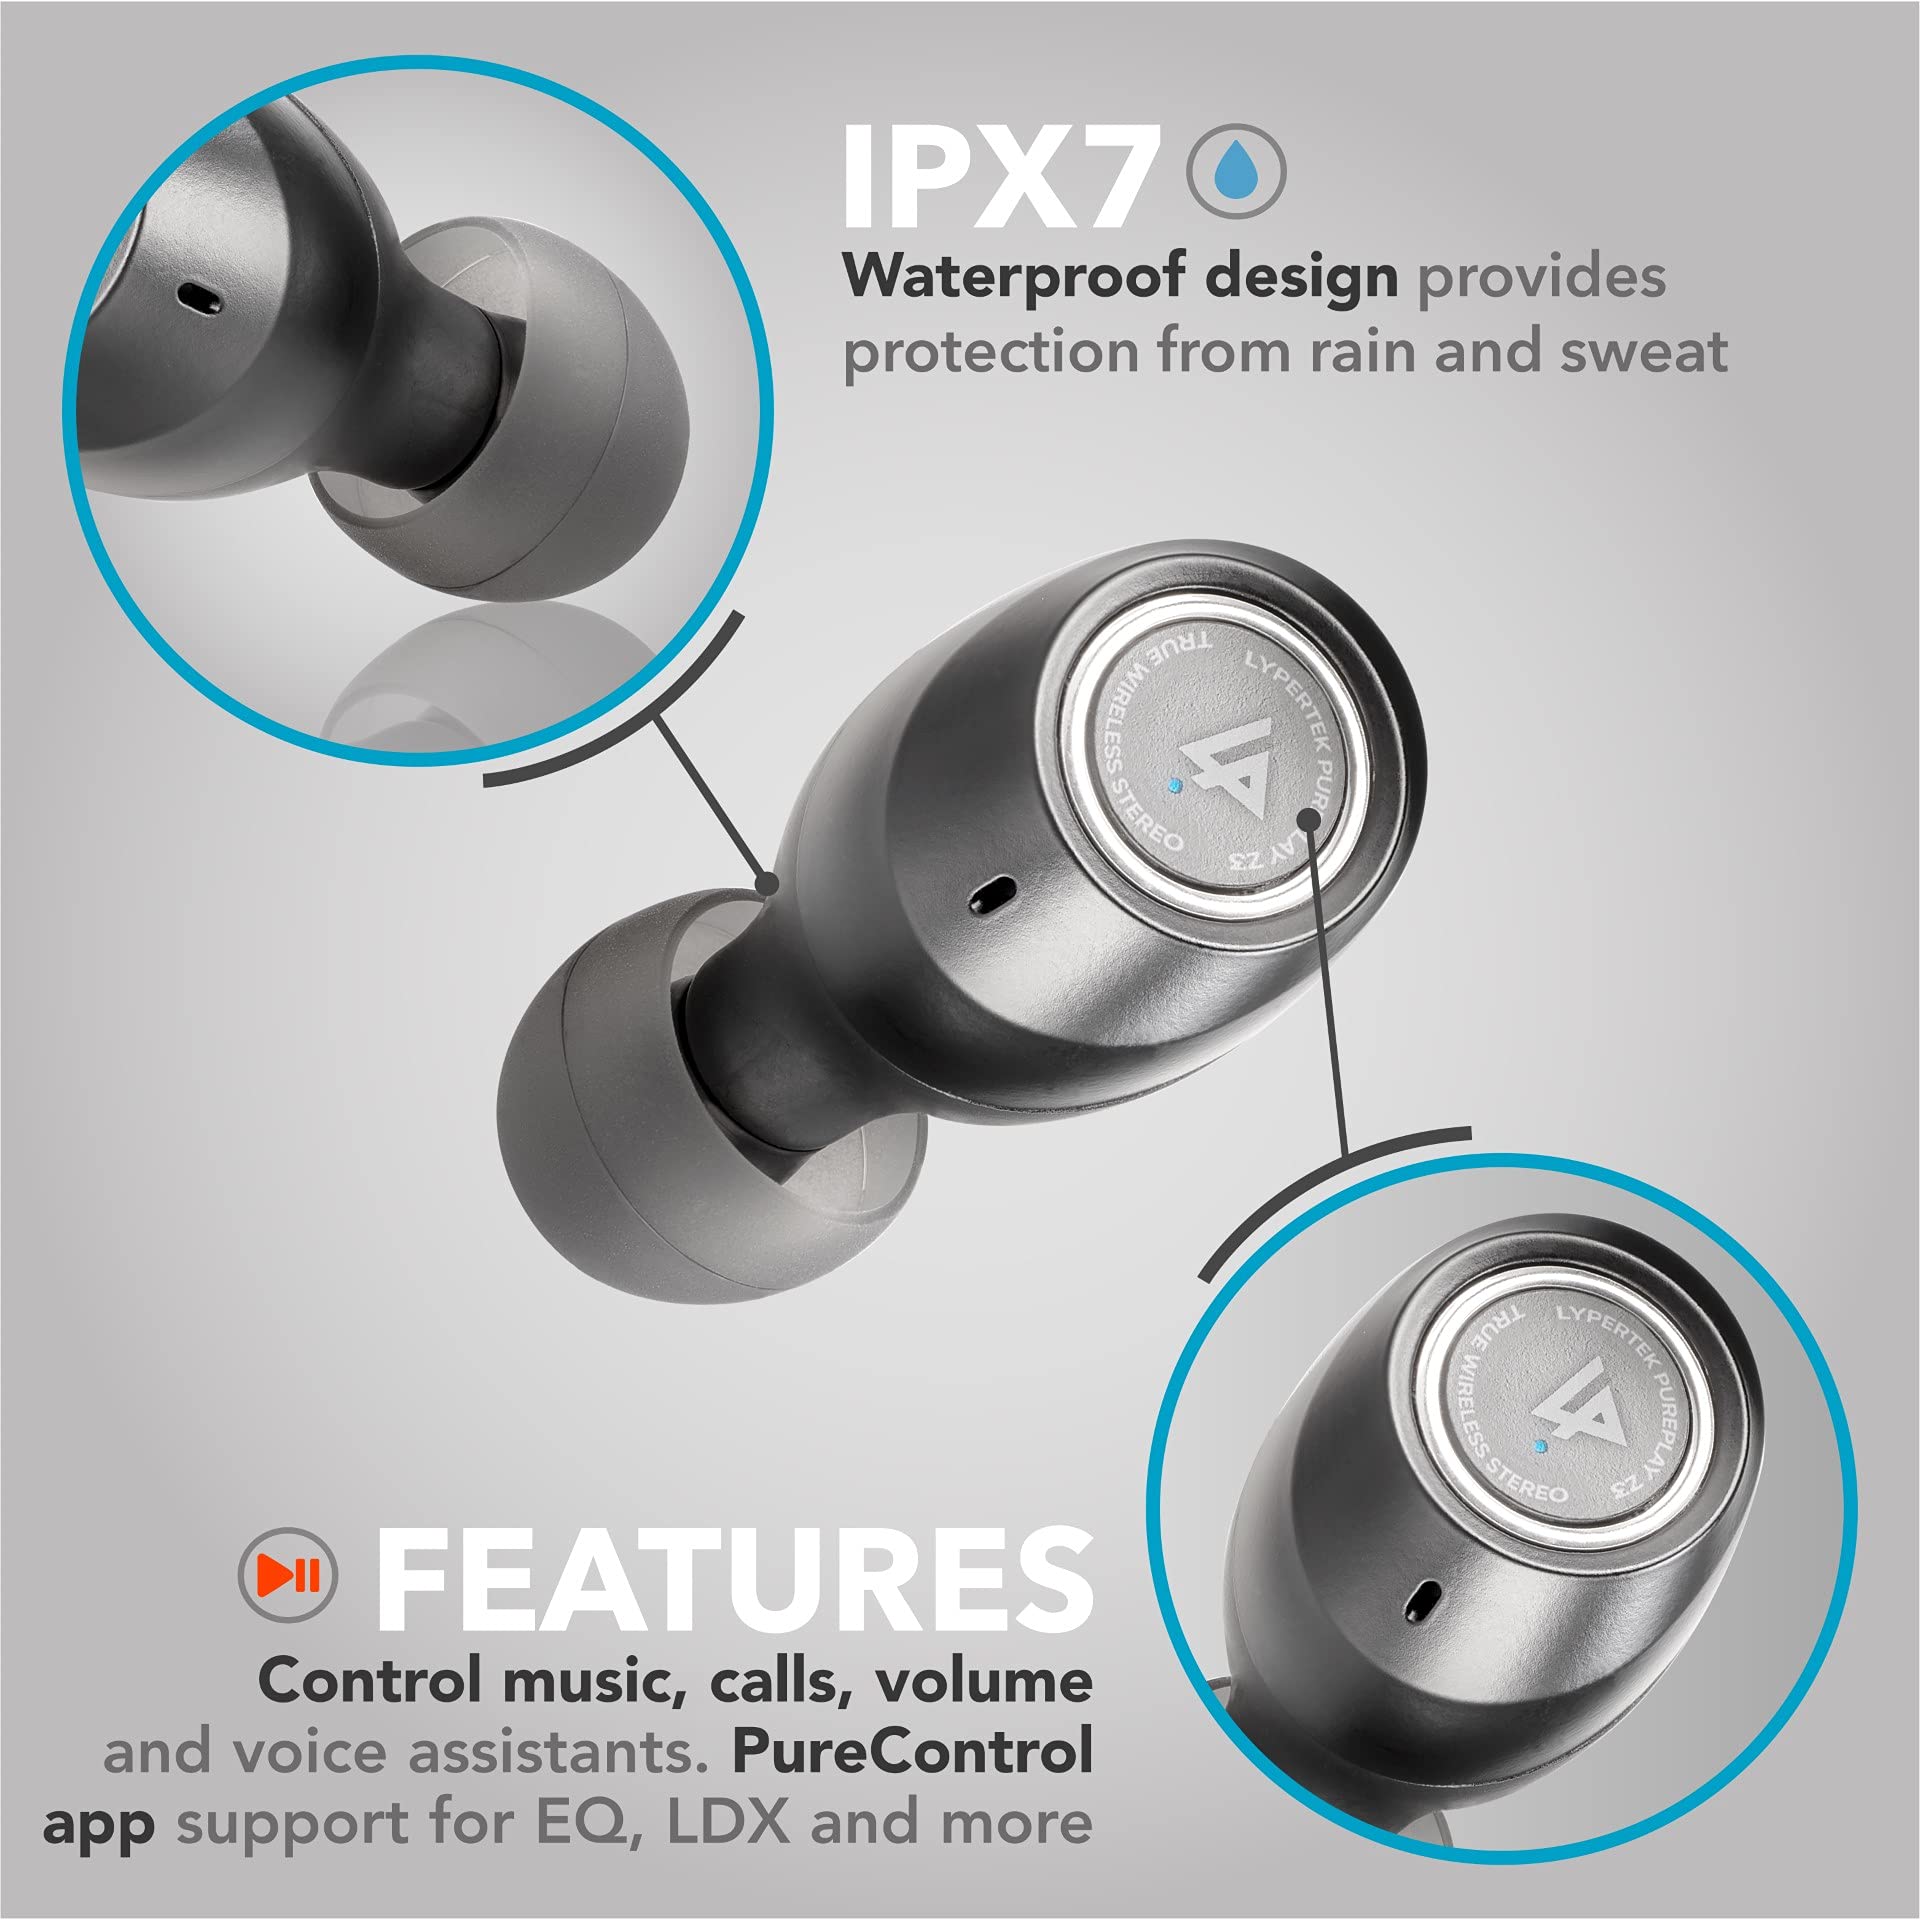 IPX7
Waterproof design provides
protection from rain and sweat
LYPERTEK PUREPLAY Z3
TRUE WIRELESS STEREO
LYPERTEK PUREPLAY Z3
TRUE WIRELESS STEREO
FEATURES
Control music, calls, volume
and voice assistants. PureControl
app support for EQ, LDX and more